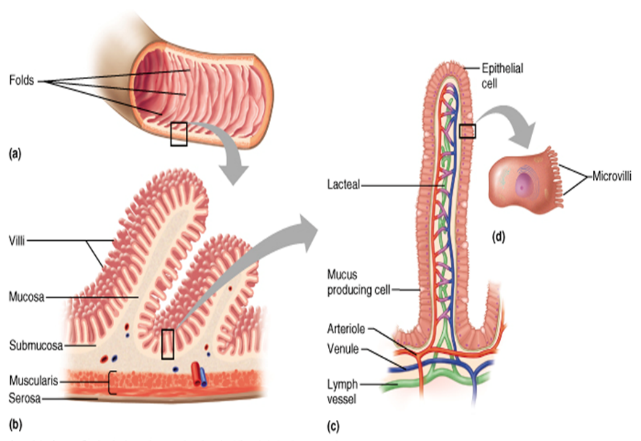 Folds
(a)
Villi
Mucosa
Submucosa
Muscularis
Serosa
(b)
Epithelial
cell
Lacteal
Microvilli
(d)
Mucus
producing cell
Arteriole
Venule
Lymph
vessel
(c)